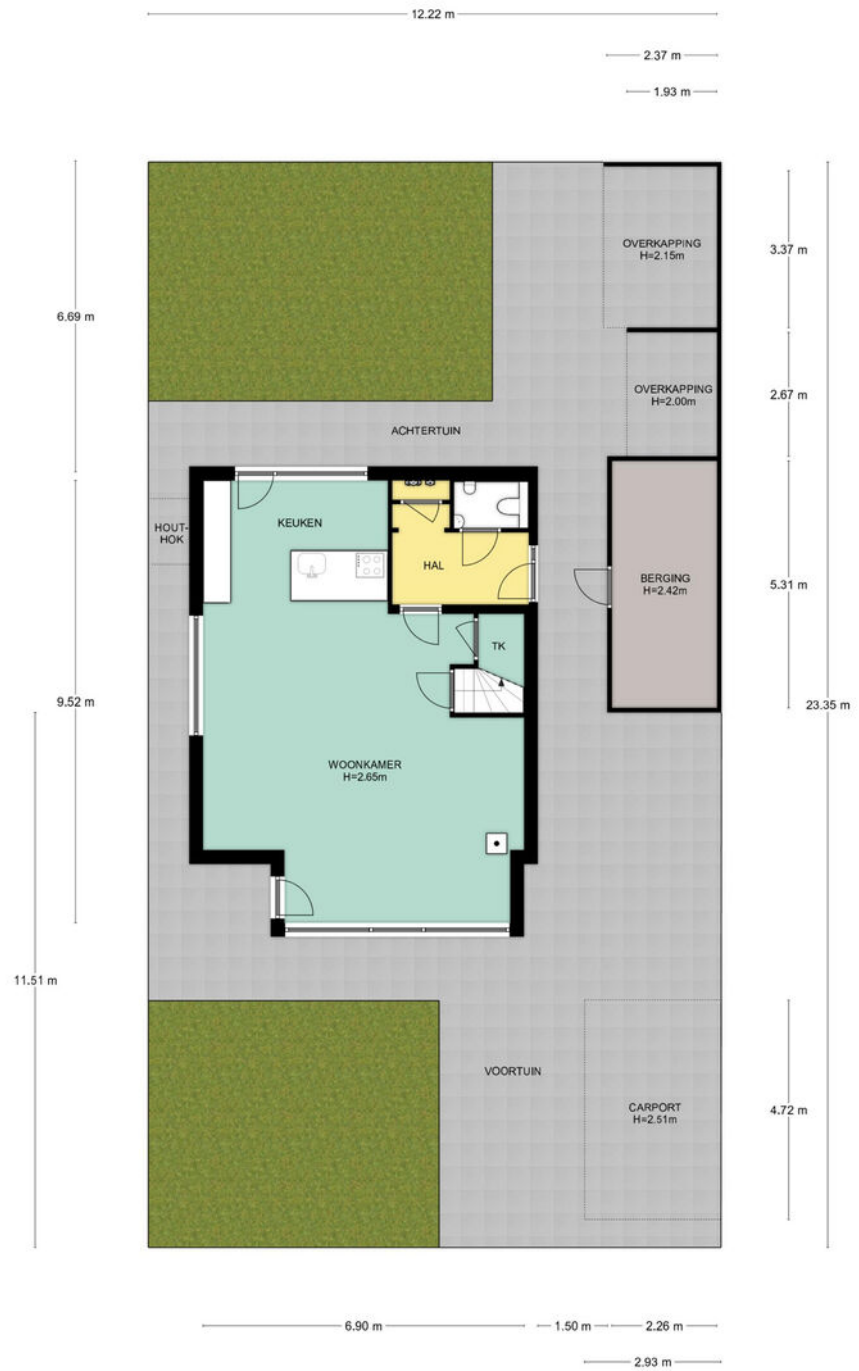 12.22 m
2.37 m
1.93 m
OVERKAPPING
H=2.15m
3.37 m
6.69 m
OVERKAPPING
H=2.00m
2.67 m
ACHTERTUIN
KEUKEN
HOUT-
HOK
HAL
BERGING
H=2.42m
5.31 m
TK
9.52 m
23.35 m
WOONKAMER
H=2.65m
11.51 m
VOORTUIN
CARPORT
H=2.51m
4.72 m
6.90 m
1.50 m
2.26 m
2.93 m